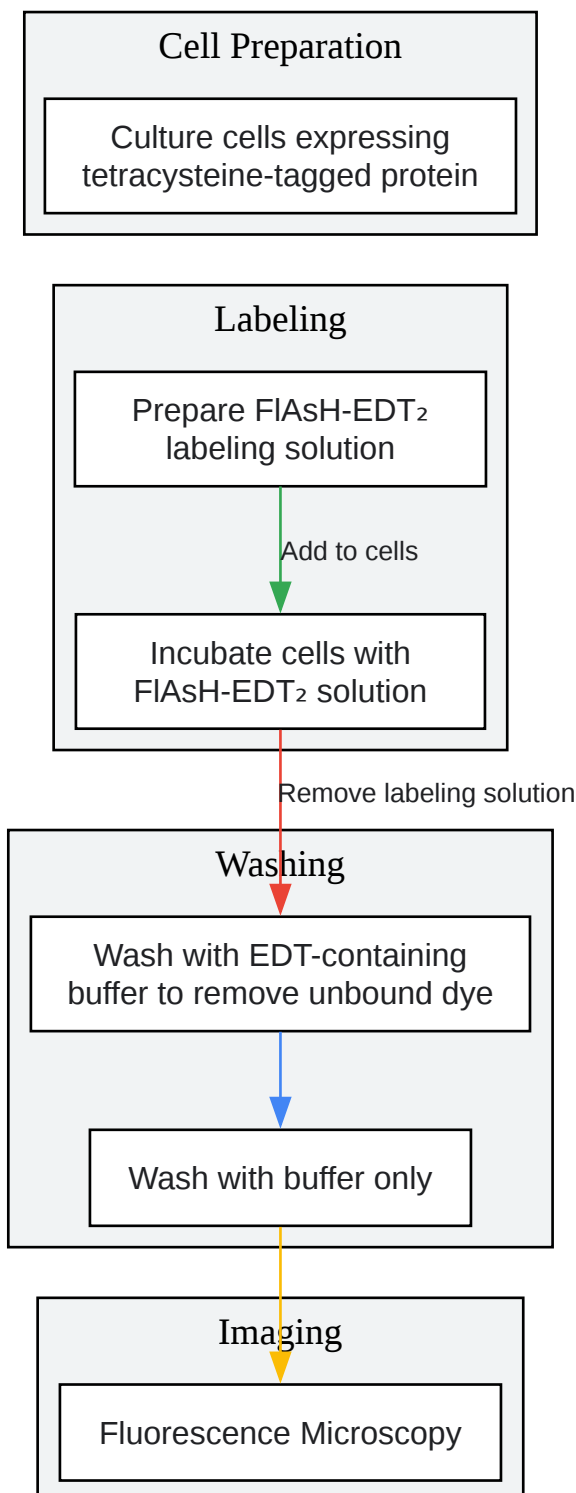 Cell Preparation
Culture cells expressing
tetracysteine-tagged protein
Labeling
Prepare FlAsH-EDT₂
labeling solution
Add to cells
Incubate cells with
FlAsH-EDT₂ solution
Remove labeling solution
Washing
Wash with EDT-containing
buffer to remove unbound dye
Wash with buffer only
Imaging
Fluorescence Microscopy